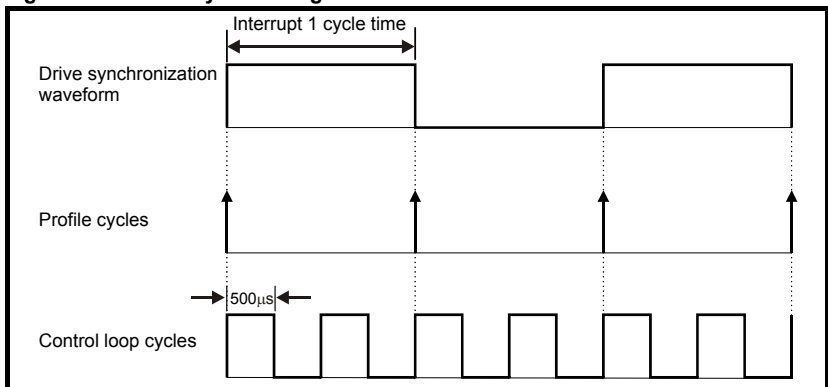 Interrupt 1 cycle time
Drive synchronization
waveform
Profile cycles
500µs
Control loop cycles